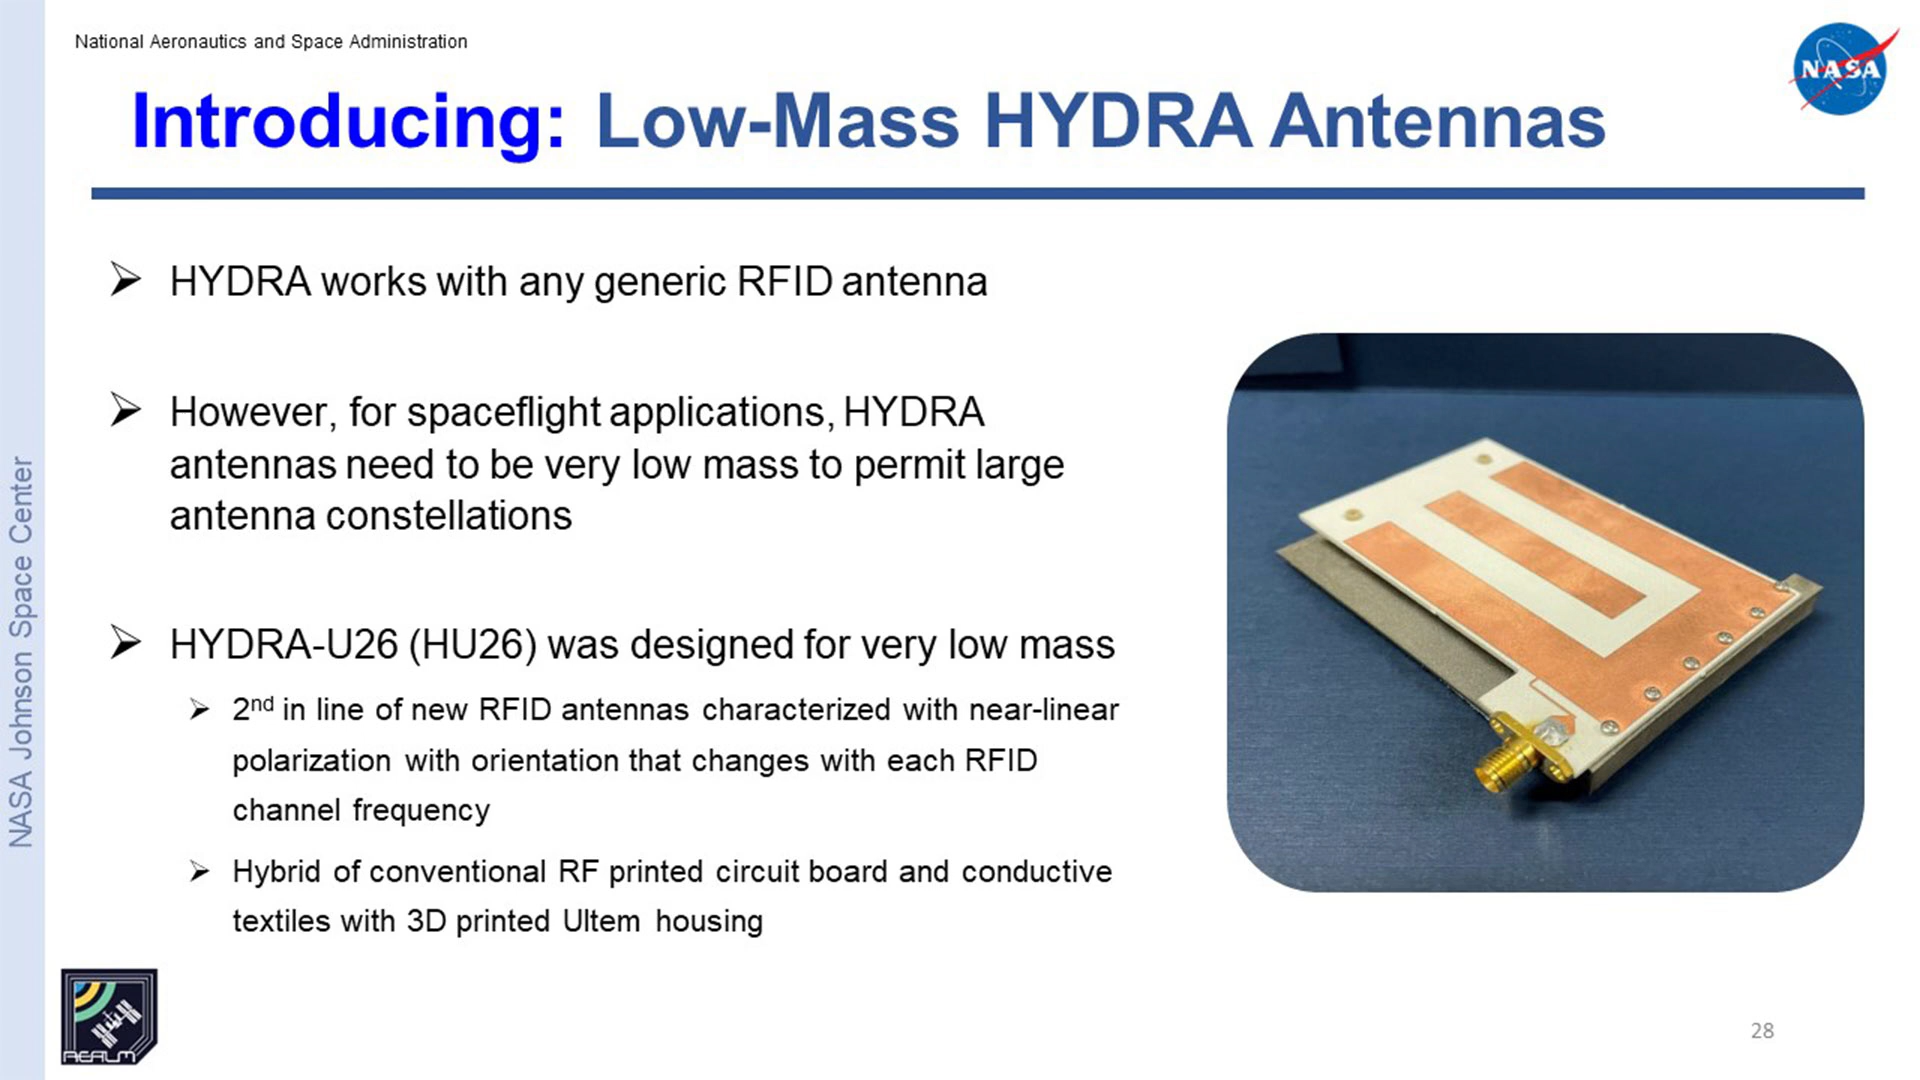 National Aeronautics and Space Administration
NASA
Introducing: Low-Mass HYDRA Antennas
HYDRA works with any generic RFID antenna
However, for spaceflight applications, HYDRA
antennas need to be very low mass to permit large
antenna constellations
HYDRA-U26 (HU26) was designed for very low mass
2nd in line of new RFID antennas characterized with near-linear
polarization with orientation that changes with each RFID
channel frequency
Hybrid of conventional RF printed circuit board and conductive
textiles with 3D printed Ultem housing
NASA Johnson Space Center
REALM
28